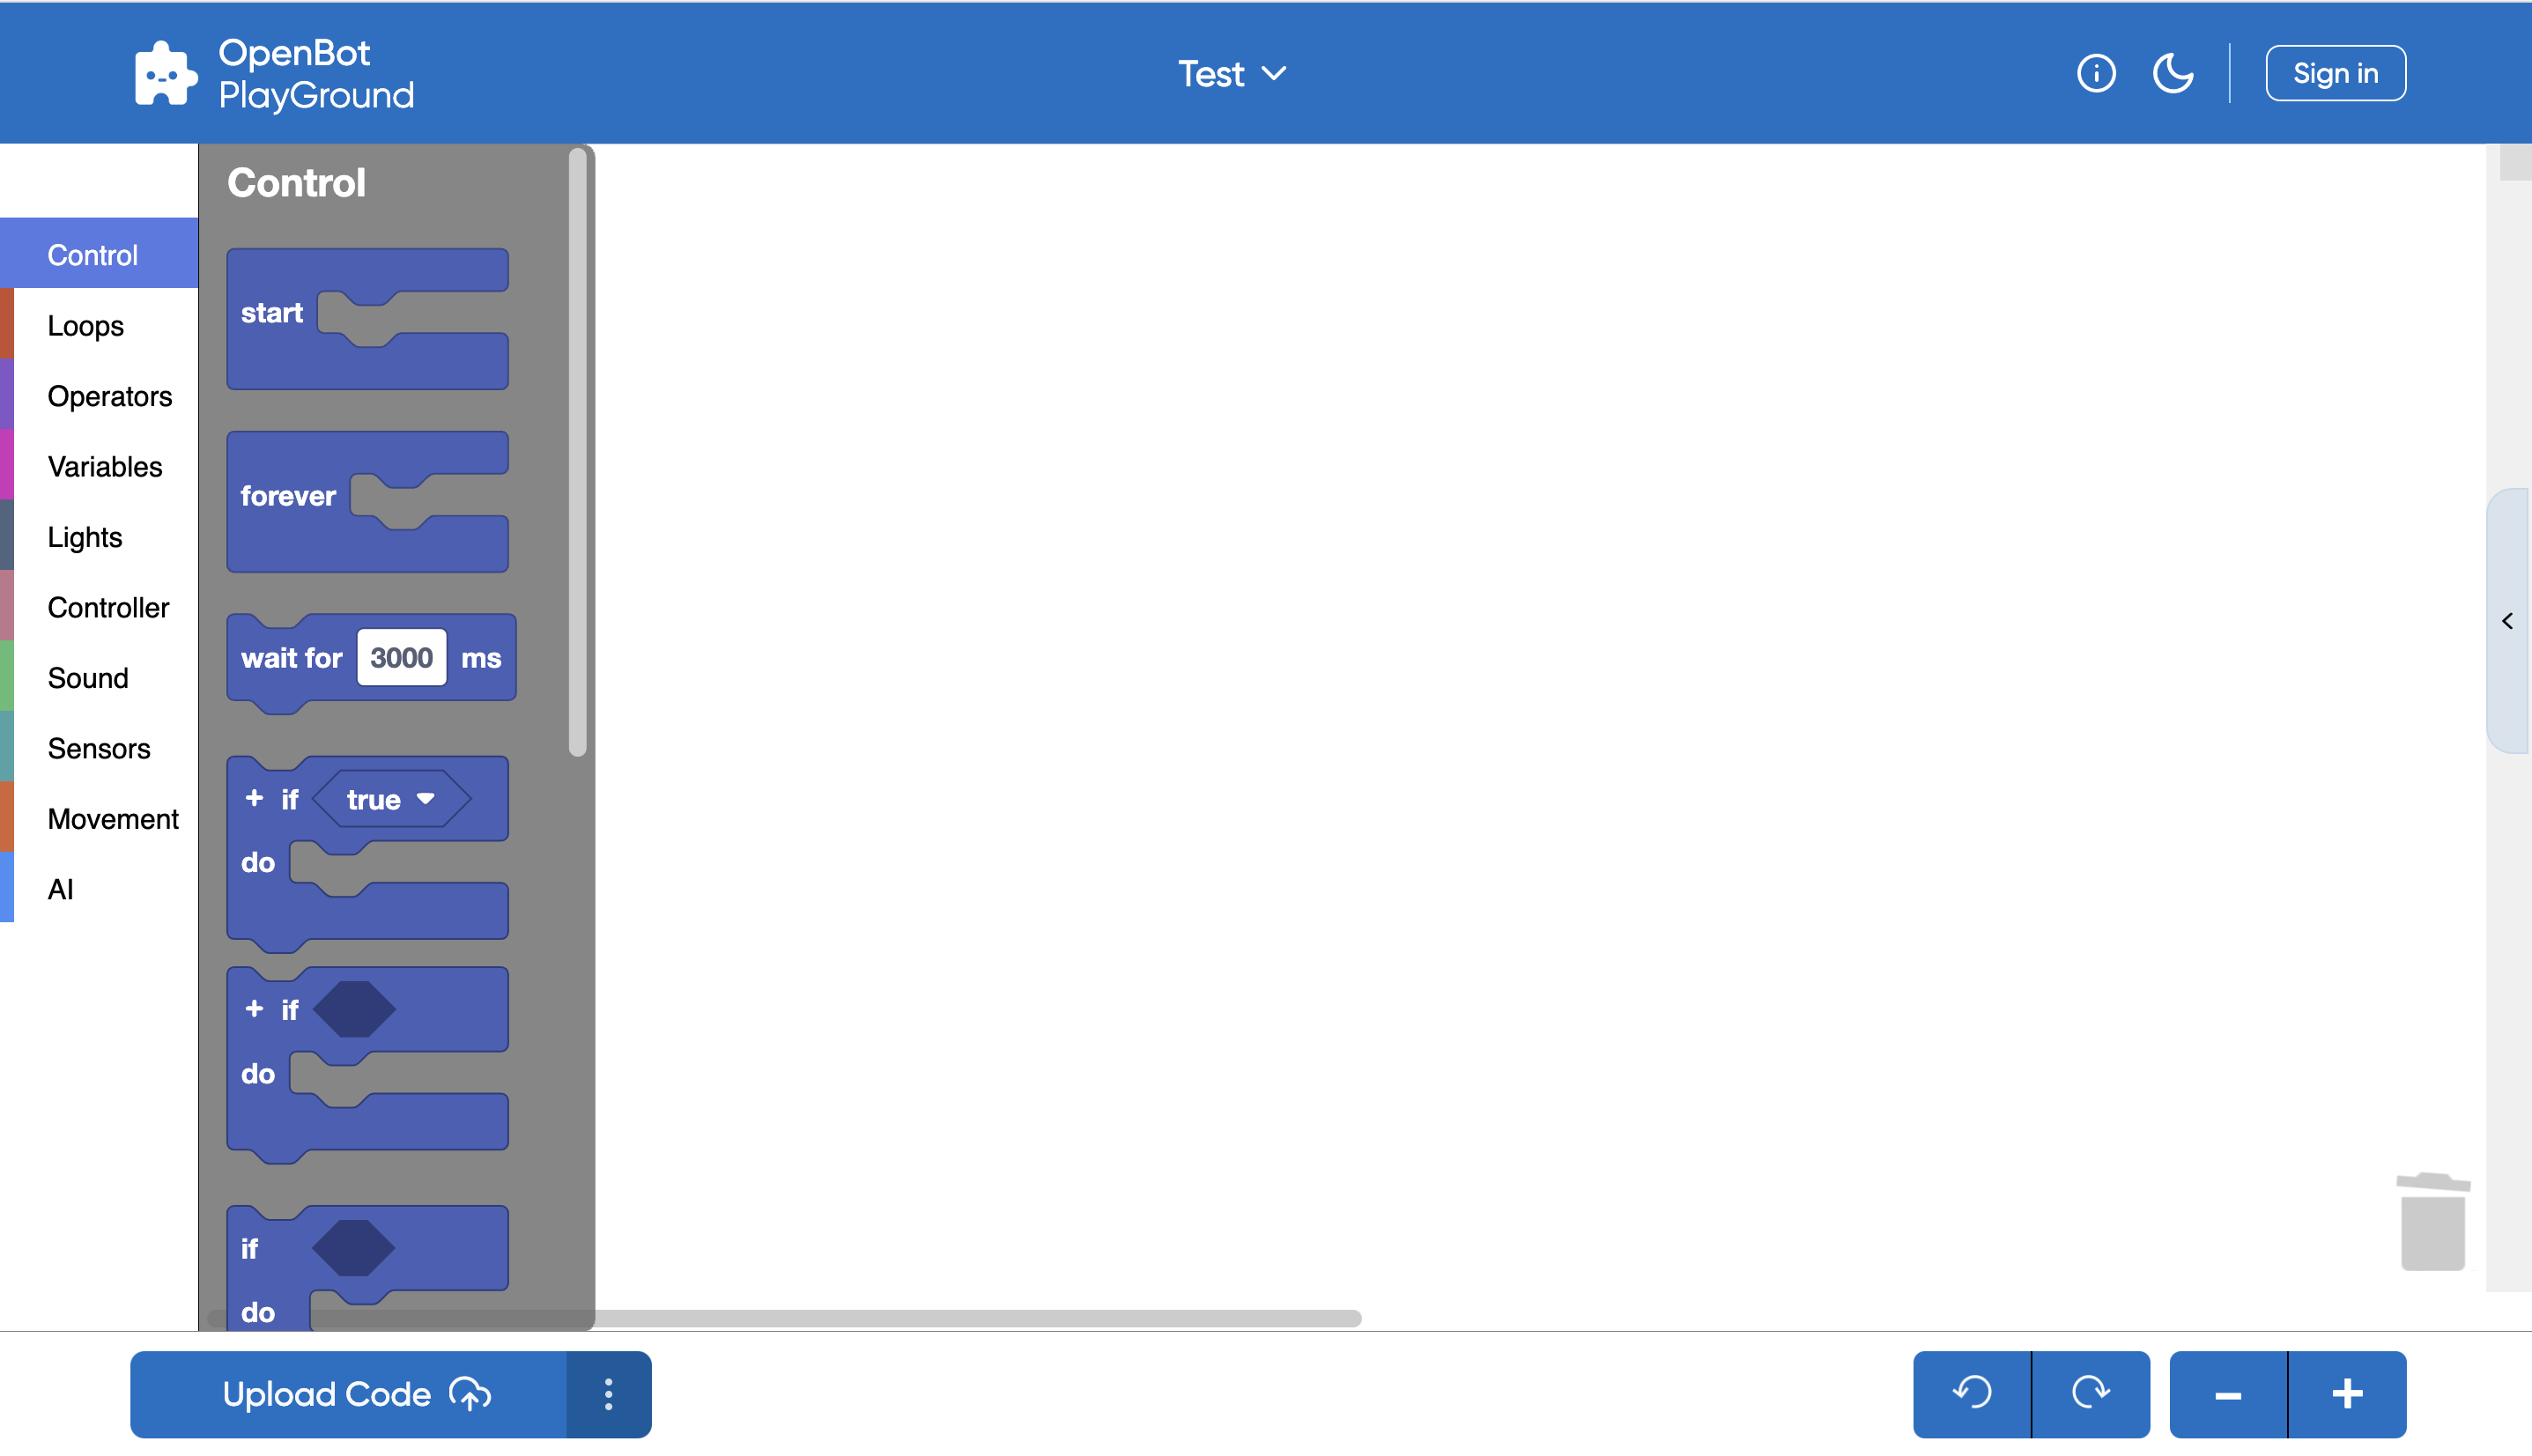 OpenBot
PlayGround
Test
Sign in
Control
Loops
Operators
Variables
Lights
Controller
Sound
Sensors
Movement
AI
Control
start
forever
wait for 3000 ms
+ if true
do
+ if
do
if
do
Upload Code